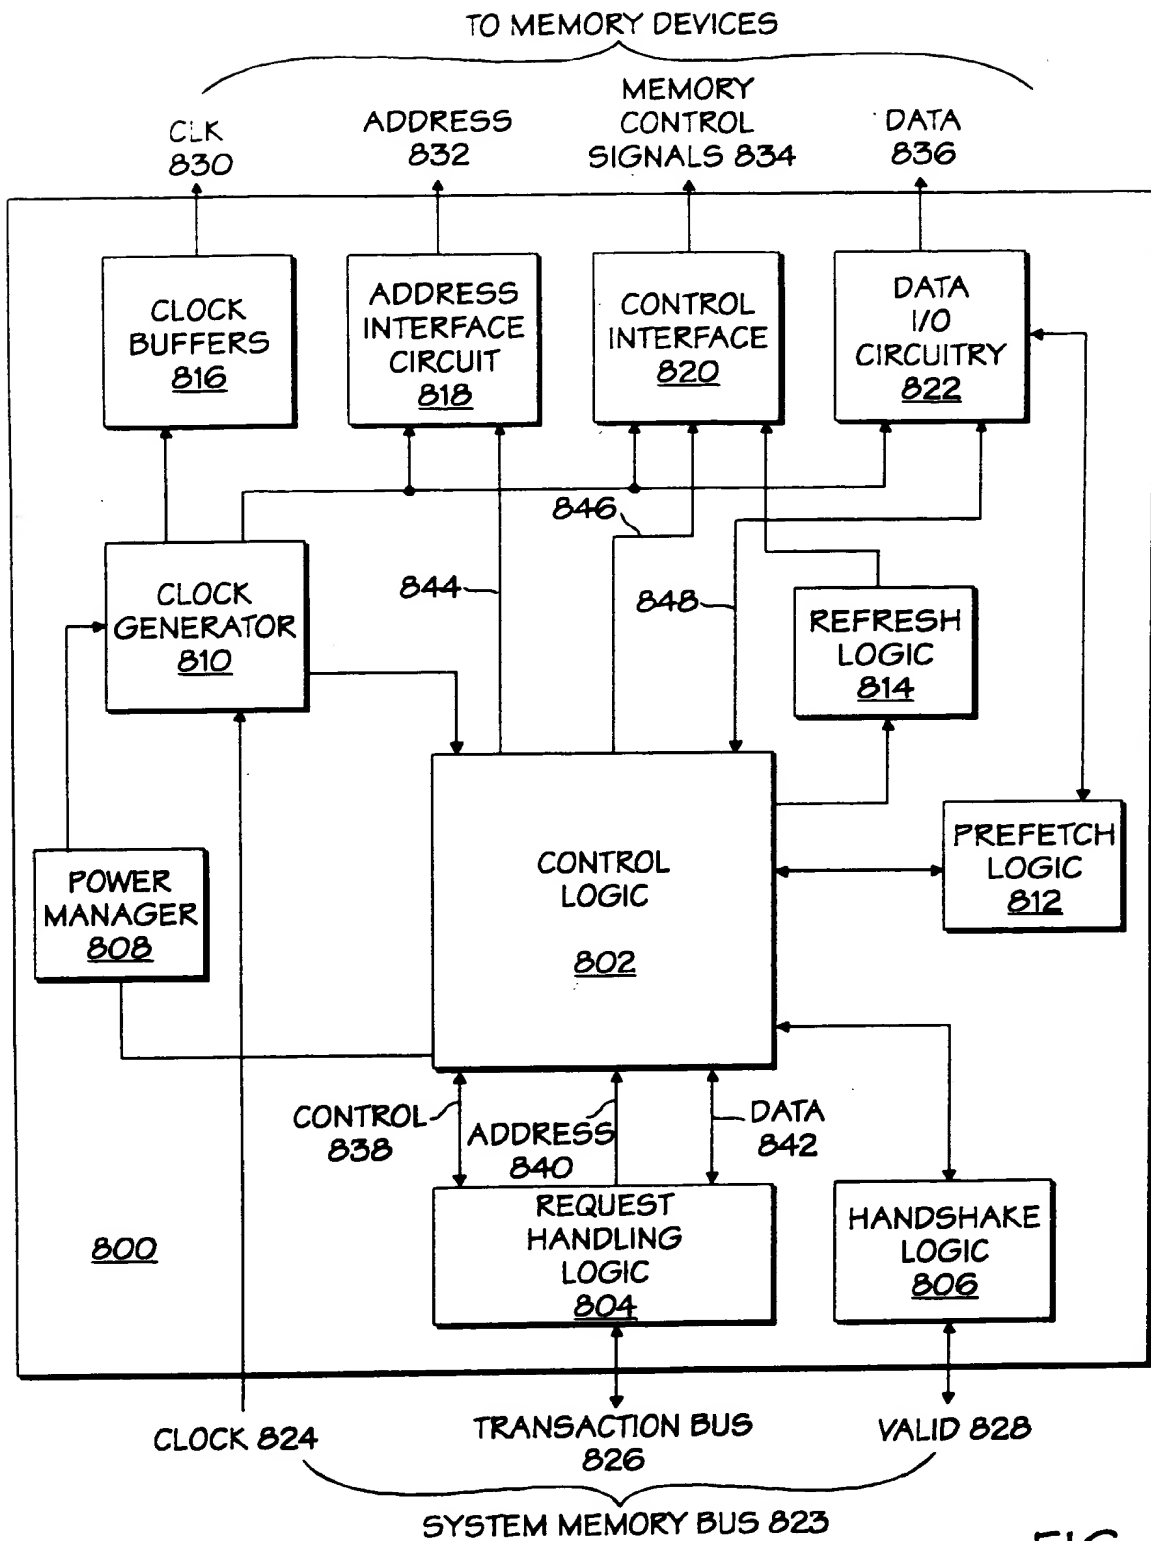 TO MEMORY DEVICES
CLK
830
ADDRESS
832
MEMORY
CONTROL
SIGNALS 834
DATA
836
CLOCK
BUFFERS
816
ADDRESS
INTERFACE
CIRCUIT
818
CONTROL
INTERFACE
820
DATA
I/O
CIRCUITRY
822
846
844
848
CLOCK
GENERATOR
810
REFRESH
LOGIC
814
POWER
MANAGER
808
CONTROL
LOGIC
802
PREFETCH
LOGIC
812
CONTROL
838
ADDRESS
840
DATA
842
800
REQUEST
HANDLING
LOGIC
804
HANDSHAKE
LOGIC
806
CLOCK 824
TRANSACTION BUS
826
VALID 828
SYSTEM MEMORY BUS 823